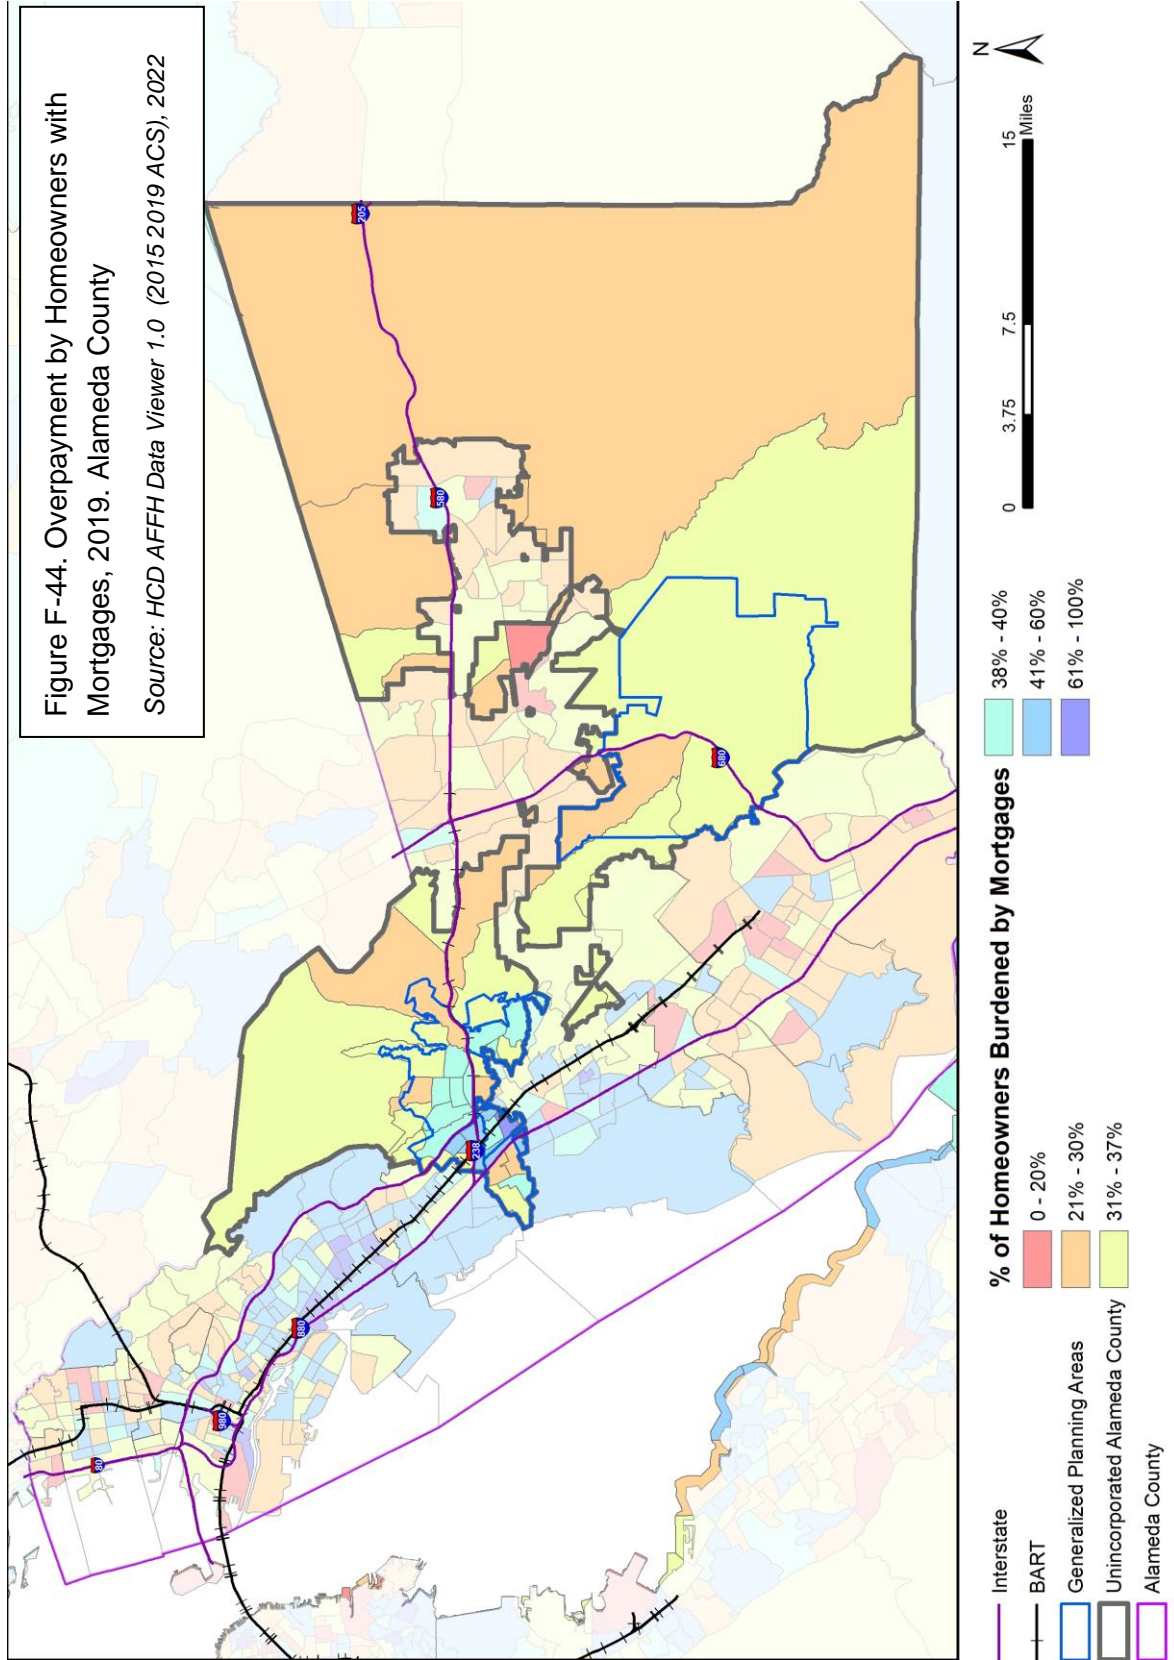 Figure F-44. Overpayment by Homeowners with
Mortgages, 2019. Alameda County
Source: HCD AFFH Data Viewer 1.0 (2015 2019 ACS), 2022
80
980
880
238
580
205
680
Interstate
BART
Generalized Planning Areas
Unincorporated Alameda County
Alameda County
% of Homeowners Burdened by Mortgages
0 - 20%
21% - 30%
31% - 37%
38% - 40%
41% - 60%
61% - 100%
0 3.75 7.5 15
Miles
N